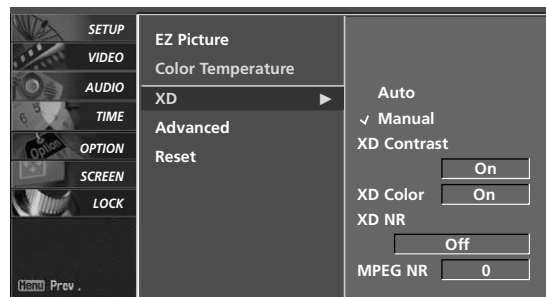 SETUP
VIDEO
AUDIO
TIME
OPTION
SCREEN
LOCK
Menu Prev.
EZ Picture
Color Temperature
XD ▶
Advanced
Reset
Auto
✓ Manual
XD Contrast
On
XD Color On
XD NR
Off
MPEG NR 0